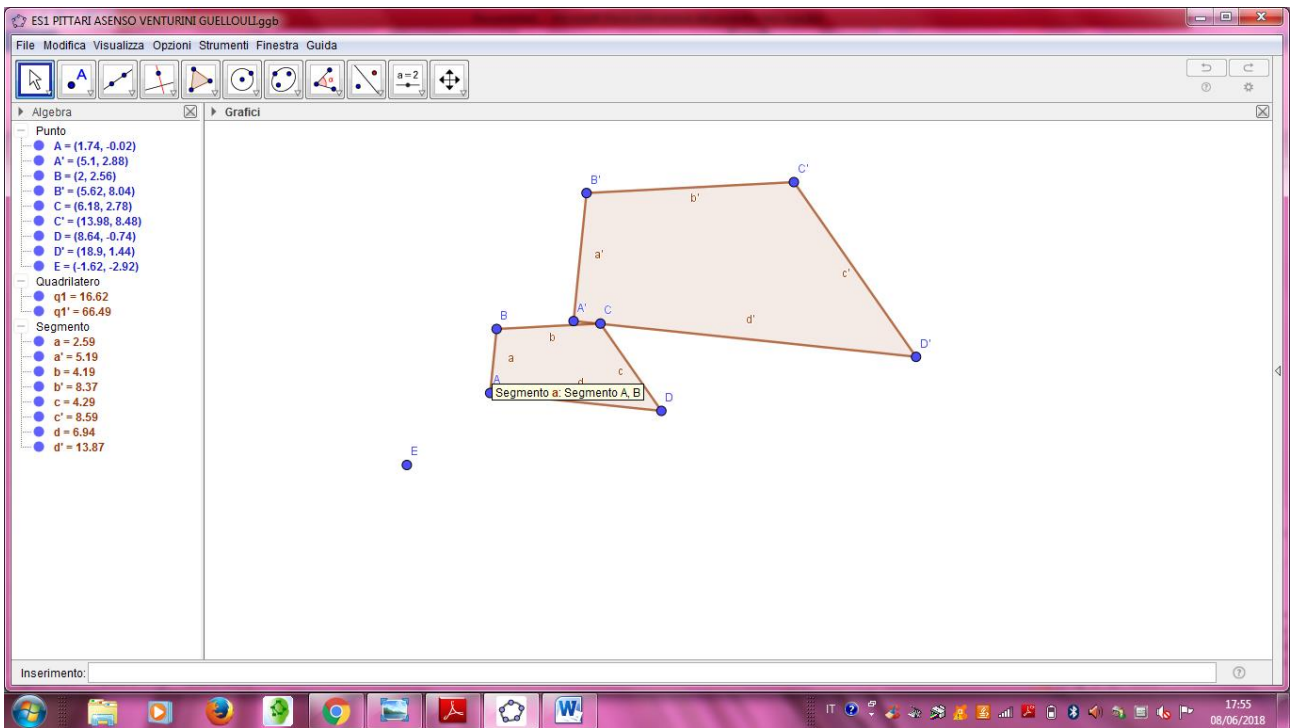 ES1 PITTARI ASENSO VENTURINI GUELLOULI.ggb
File Modifica Visualizza Opzioni Strumenti Finestra Guida
A
α
a = 2
Algebra
Grafici
Punto
A = (1.74, -0.02)
A' = (5.1, 2.88)
B = (2, 2.56)
B' = (5.62, 8.04)
C = (6.18, 2.78)
C' = (13.98, 8.48)
D = (8.64, -0.74)
D' = (18.9, 1.44)
E = (-1.62, -2.92)
Quadrilatero
q1 = 16.62
q1' = 66.49
Segmento
a = 2.59
a' = 5.19
b = 4.19
b' = 8.37
c = 4.29
c' = 8.59
d = 6.94
d' = 13.87
B'
C'
b'
a'
c'
A'
C
d'
B
D'
b
a
c
d
A
Segmento a: Segmento A, B
D
E
Inserimento:
IT
17:55
08/06/2018